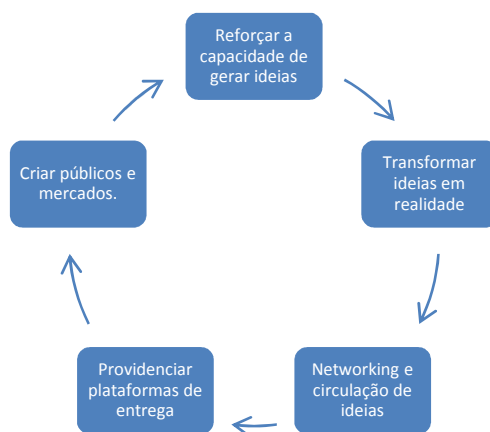 Reforçar a
capacidade de
gerar ideias
Transformar
ideias em
realidade
Networking e
circulação de
ideias
Providenciar
plataformas de
entrega
Criar públicos e
mercados.